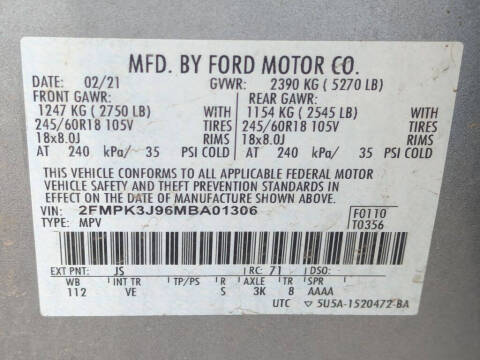 MFD. BY FORD MOTOR CO.
DATE: 02/21 GVWR: 2390 KG ( 5270 LB)
FRONT GAWR: REAR GAWR:
1247 KG ( 2750 LB) WITH 1154 KG ( 2545 LB) WITH
245/60R18 105V TIRES 245/60R18 105V TIRES
18x8.0J RIMS 18x8.0J RIMS
AT 240 kPa/ 35 PSI COLD AT 240 kPa/ 35 PSI COLD
THIS VEHICLE CONFORMS TO ALL APPLICABLE FEDERAL MOTOR
VEHICLE SAFETY AND THEFT PREVENTION STANDARDS IN
EFFECT ON THE DATE OF MANUFACTURE SHOWN ABOVE.
VIN: 2FMPK3J96MBA01306 F0110
TYPE: MPV T0356
EXT PNT: JS RC: 71 DSO:
WB INT TR TP/PS R AXLE TR SPR
112 VE S 3K 8 AAAA
UTC ▽ 5U5A-1520472-BA